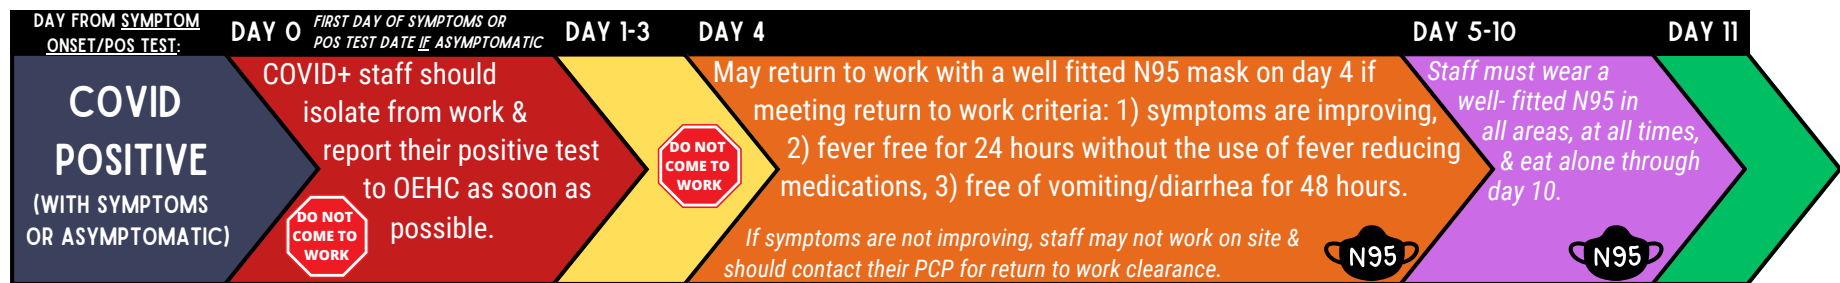 DAY FROM SYMPTOM
ONSET/POS TEST:
DAY 0
FIRST DAY OF SYMPTOMS OR
POS TEST DATE IF ASYMPTOMATIC
DAY 1-3
DAY 4
DAY 5-10
DAY 11
COVID
POSITIVE
(WITH SYMPTOMS
OR ASYMPTOMATIC)
COVID+ staff should
isolate from work &
report their positive test
to OEHC as soon as
possible.
DO NOT
COME TO
WORK
DO NOT
COME TO
WORK
May return to work with a well fitted N95 mask on day 4 if
meeting return to work criteria: 1) symptoms are improving,
2) fever free for 24 hours without the use of fever reducing
medications, 3) free of vomiting/diarrhea for 48 hours.
If symptoms are not improving, staff may not work on site &
should contact their PCP for return to work clearance.
N95
Staff must wear a
well- fitted N95 in
all areas, at all times,
& eat alone through
day 10.
N95